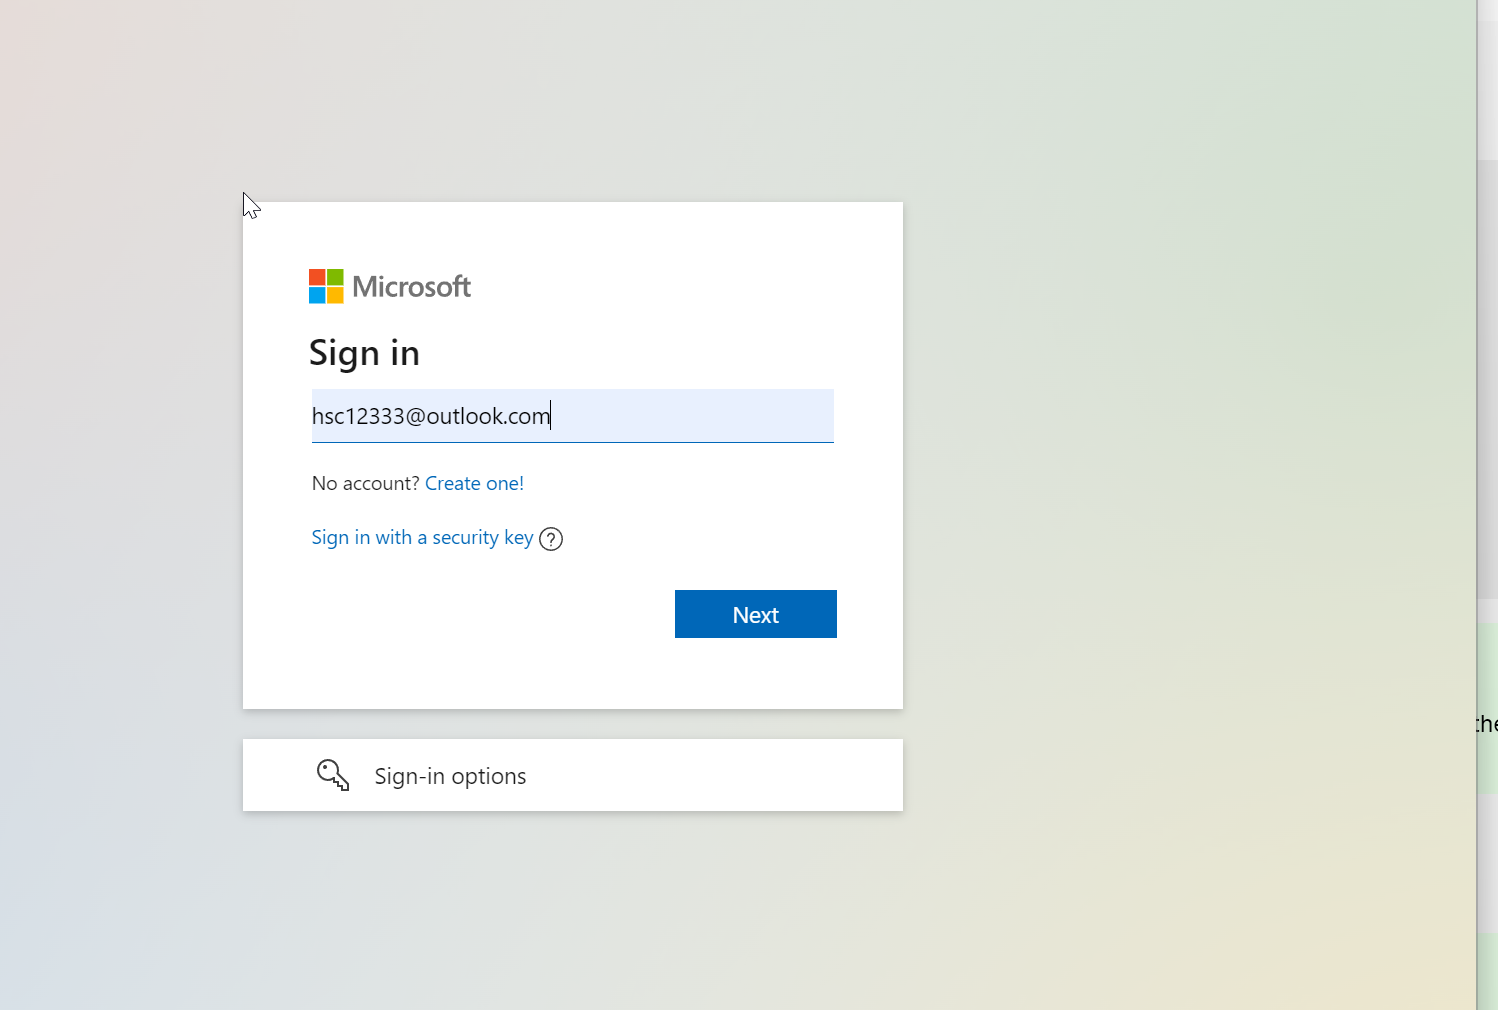 Microsoft
Sign in
hsc12333@outlook.com
No account? Create one!
Sign in with a security key ?
Next
the
Sign-in options